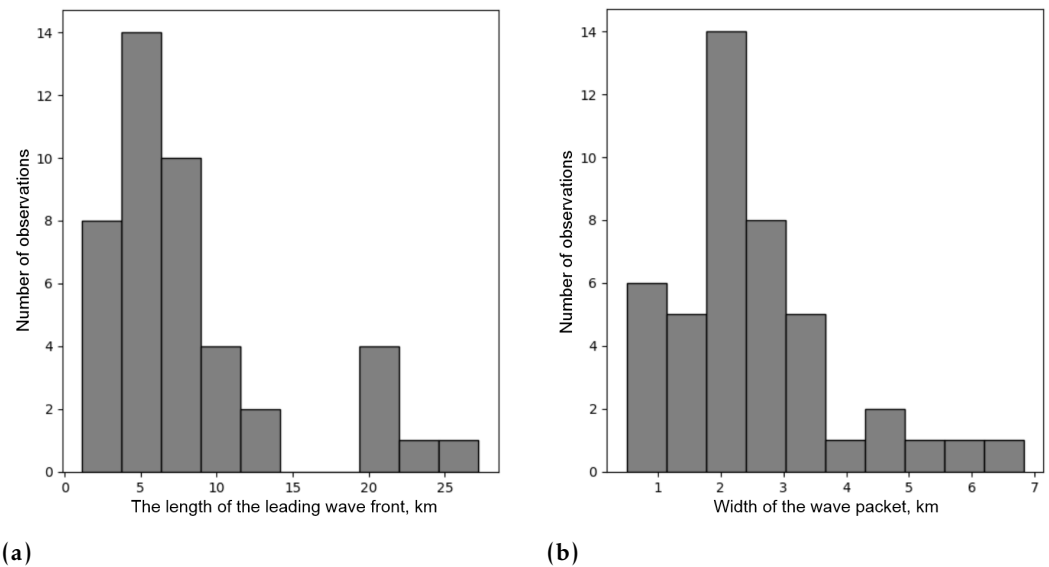 14
12
10
8
6
4
2
0
Number of observations
0 5 10 15 20 25
The length of the leading wave front, km
(a)
14
12
10
8
6
4
2
0
Number of observations
1 2 3 4 5 6 7
Width of the wave packet, km
(b)